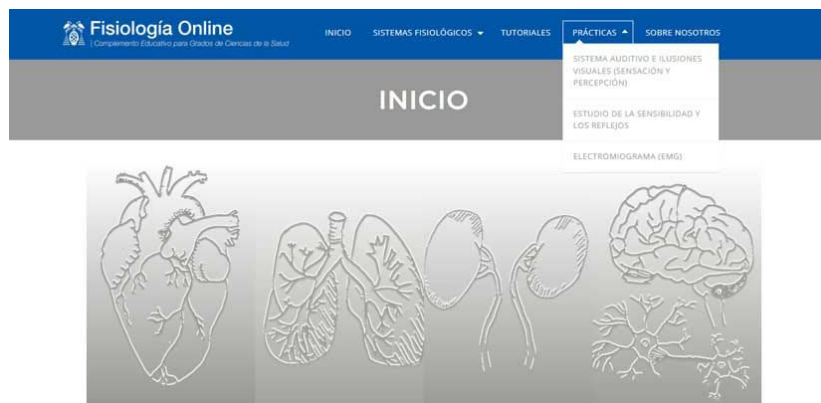 Fisiología Online
| Complemento Educativo para Grados de Ciencias de la Salud
INICIO
SISTEMAS FISIOLÓGICOS
TUTORIALES
PRÁCTICAS
SOBRE NOSOTROS
SISTEMA AUDITIVO E ILUSIONES
VISUALES (SENSACIÓN Y
PERCEPCIÓN)
ESTUDIO DE LA SENSIBILIDAD Y
LOS REFLEJOS
ELECTROMIOGRAMA (EMG)
INICIO